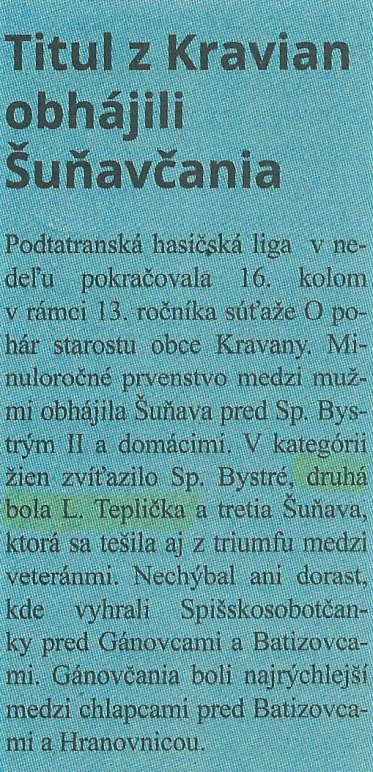 Titul z Kravian
obhájili
Šuňavčania
Podtatranská hasičská liga v ne-
deľu pokračovala 16. kolom
v rámci 13. ročníka súťaže O po-
hár starostu obce Kravany. Mi-
nuloročné prvenstvo medzi muž-
mi obhájila Šuňava pred Sp. Bys-
trým II a domácimi. V kategórii
žien zvíťazilo Sp. Bystré, druhá
bola L. Teplička a tretia Šuňava,
ktorá sa tešila aj z triumfu medzi
veteránmi. Nechýbal ani dorast,
kde vyhrali Spišskosobotčan-
ky pred Gánovcami a Batizovca-
mi. Gánovčania boli najrýchlejší
medzi chlapcami pred Batizovca-
mi a Hranovnicou.